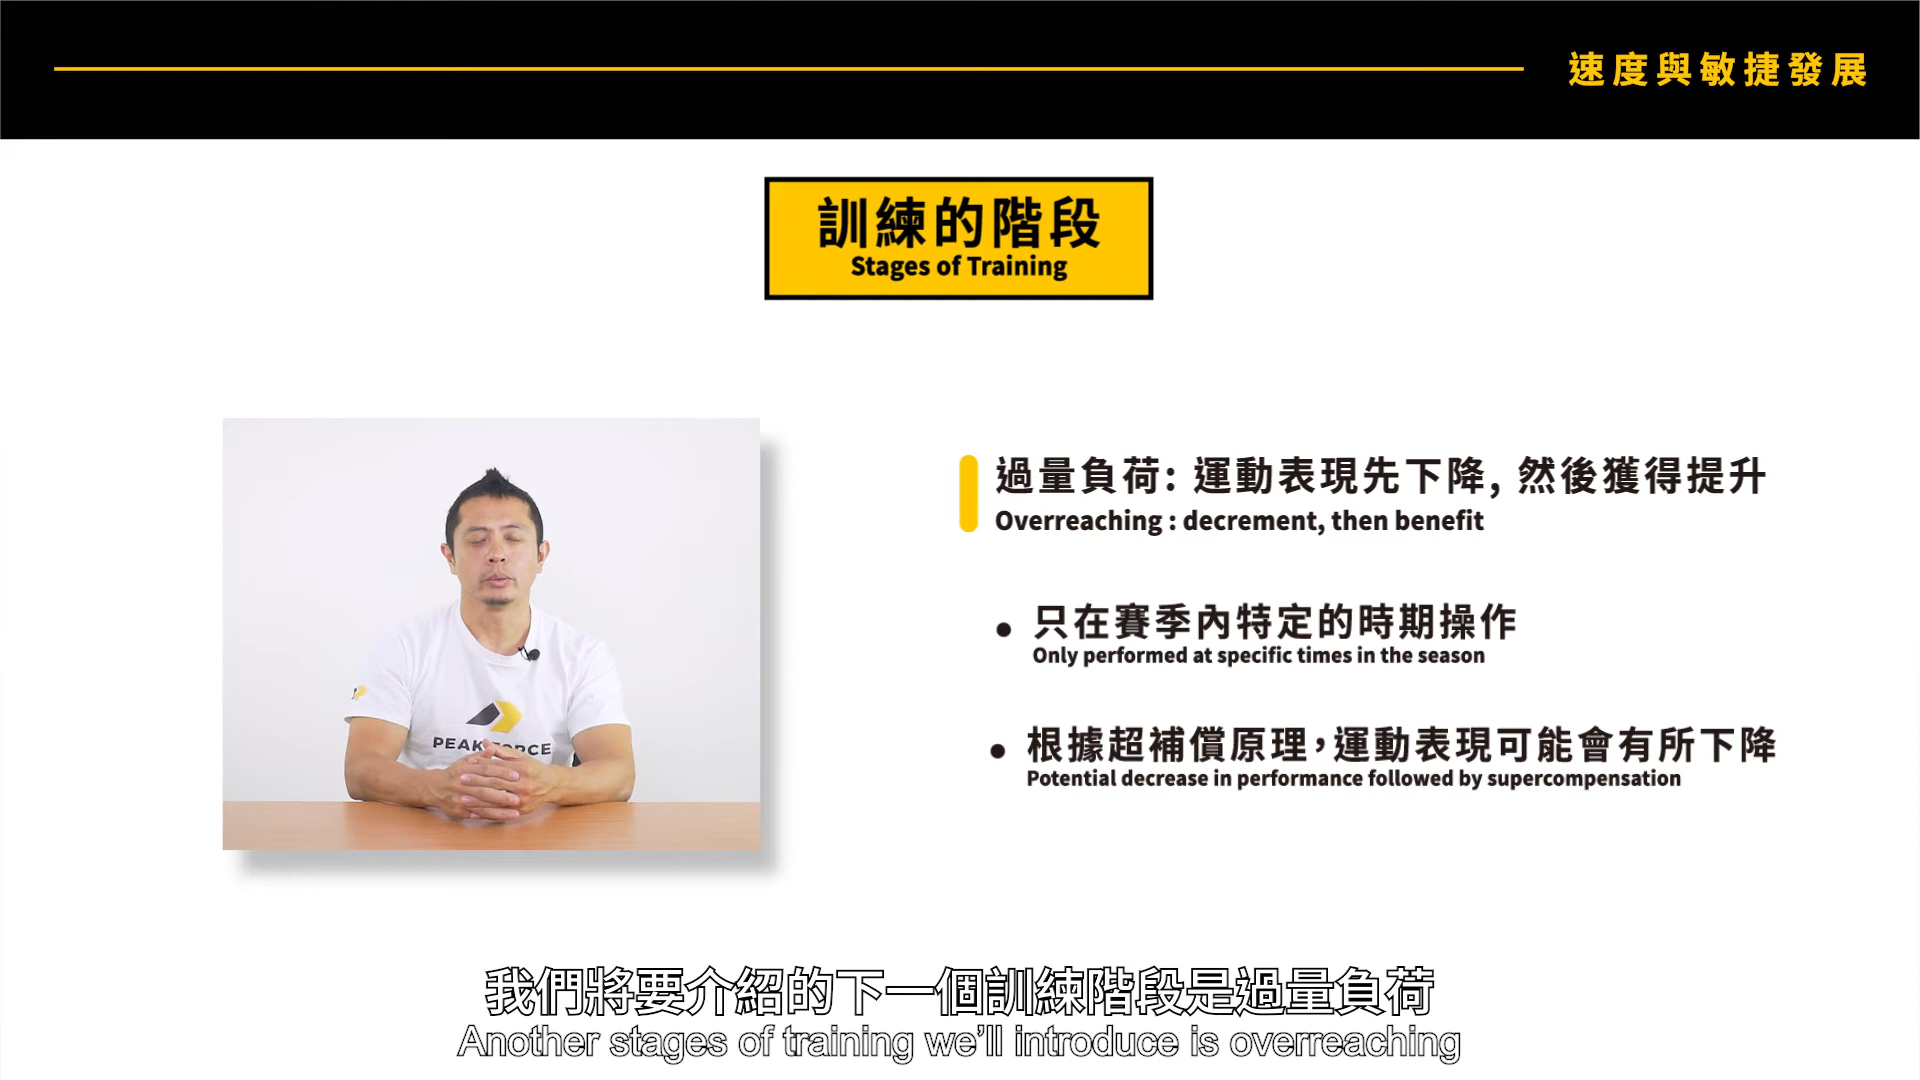 速度與敏捷發展
訓練的階段
Stages of Training
過量負荷: 運動表現先下降, 然後獲得提升
Overreaching : decrement, then benefit
• 只在賽季內特定的時期操作
Only performed at specific times in the season
• 根據超補償原理,運動表現可能會有所下降
Potential decrease in performance followed by supercompensation
PEAK FORCE
我們將要介紹的下一個訓練階段是過量負荷
Another stages of training we'll introduce is overreaching